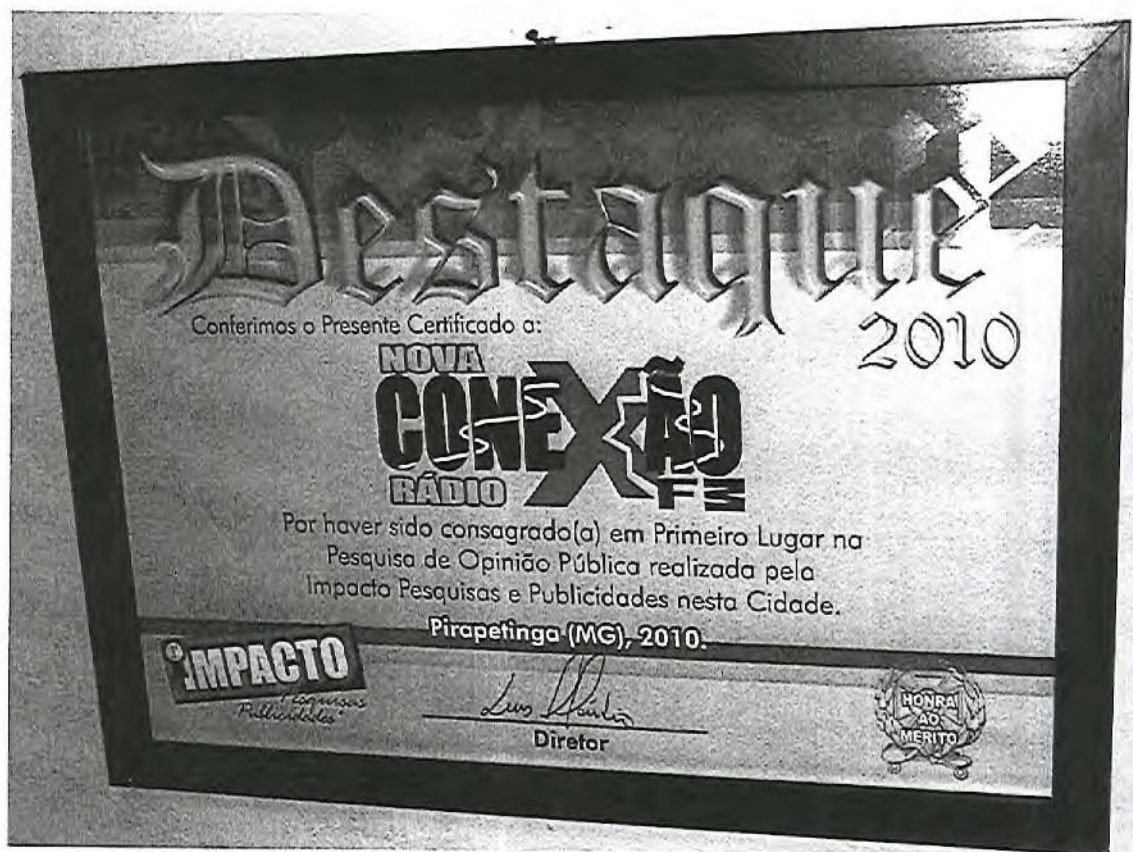 Destaque
2010
Conferimos o Presente Certificado a:
NOVA
CONEXÃO
RÁDIO FM
Por haver sido consagrado(a) em Primeiro Lugar na
Pesquisa de Opinião Pública realizada pela
Impacto Pesquisas e Publicidades nesta Cidade.
Pirapetinga (MG), 2010.
IMPACTO
Pesquisas
Publicidades
Luis
Diretor
HONRA
AO
MÉRITO